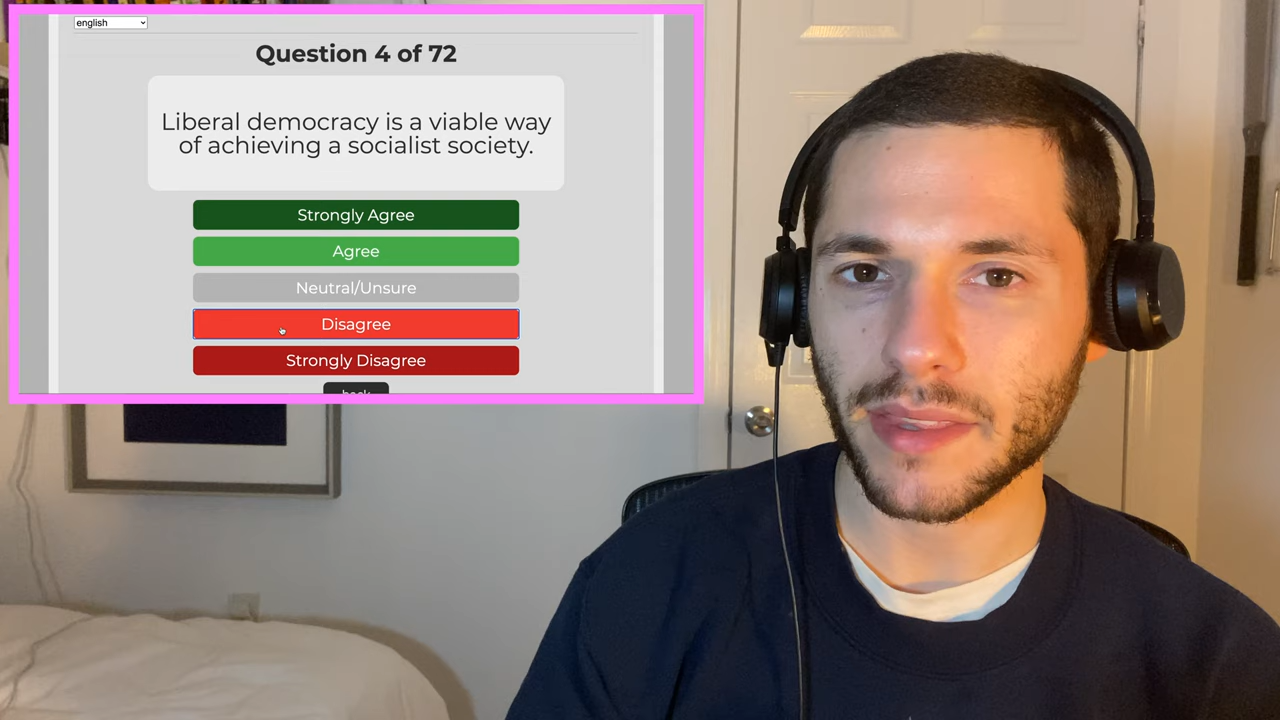 english
Question 4 of 72
Liberal democracy is a viable way
of achieving a socialist society.
Strongly Agree
Agree
Neutral/Unsure
Disagree
Strongly Disagree
back